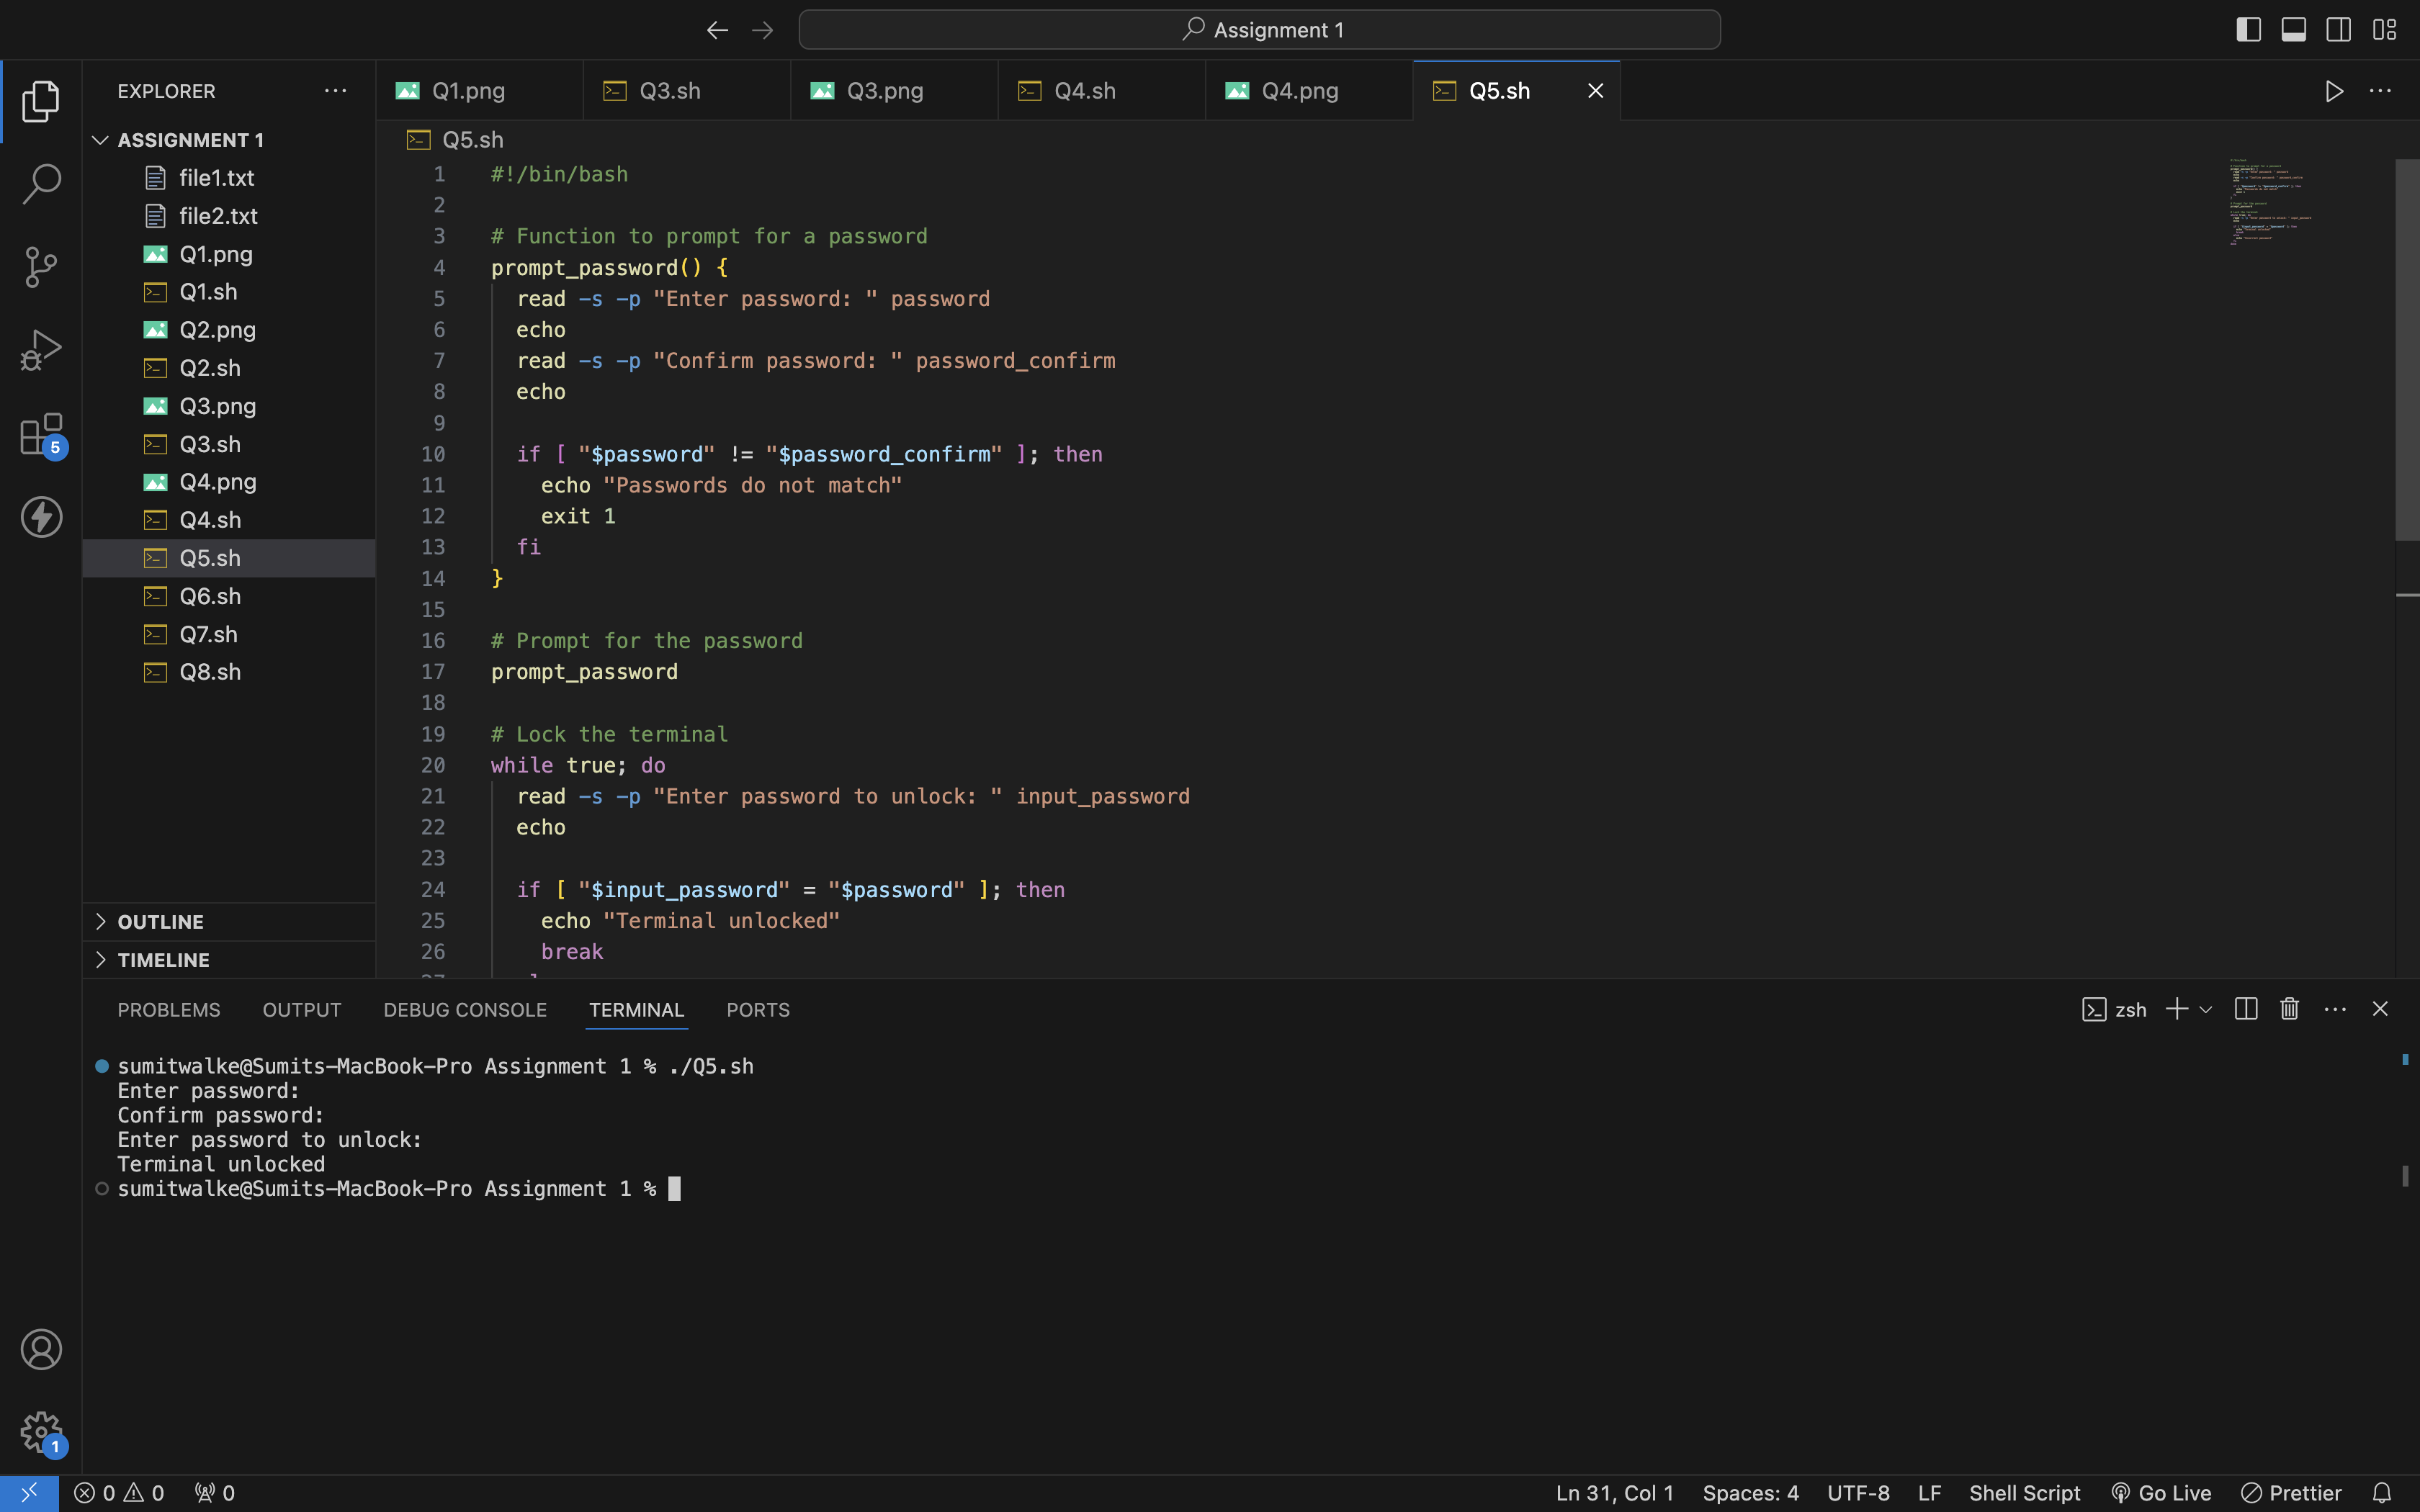 Assignment 1
EXPLORER
Q1.png
Q3.sh
Q3.png
Q4.sh
Q4.png
Q5.sh
ASSIGNMENT 1
file1.txt
file2.txt
Q1.png
Q1.sh
Q2.png
Q2.sh
Q3.png
Q3.sh
Q4.png
Q4.sh
Q5.sh
Q6.sh
Q7.sh
Q8.sh
OUTLINE
TIMELINE
5
1
Q5.sh
1 #!/bin/bash
2
3 # Function to prompt for a password
4 prompt_password() {
5 read -s -p "Enter password: " password
6 echo
7 read -s -p "Confirm password: " password_confirm
8 echo
9
10 if [ "$password" != "$password_confirm" ]; then
11 echo "Passwords do not match"
12 exit 1
13 fi
14 }
15
16 # Prompt for the password
17 prompt_password
18
19 # Lock the terminal
20 while true; do
21 read -s -p "Enter password to unlock: " input_password
22 echo
23
24 if [ "$input_password" = "$password" ]; then
25 echo "Terminal unlocked"
26 break
PROBLEMS OUTPUT DEBUG CONSOLE TERMINAL PORTS
zsh
sumitwalke@Sumits-MacBook-Pro Assignment 1 % ./Q5.sh
Enter password:
Confirm password:
Enter password to unlock:
Terminal unlocked
sumitwalke@Sumits-MacBook-Pro Assignment 1 %
0 0 0
Ln 31, Col 1 Spaces: 4 UTF-8 LF Shell Script Go Live Prettier